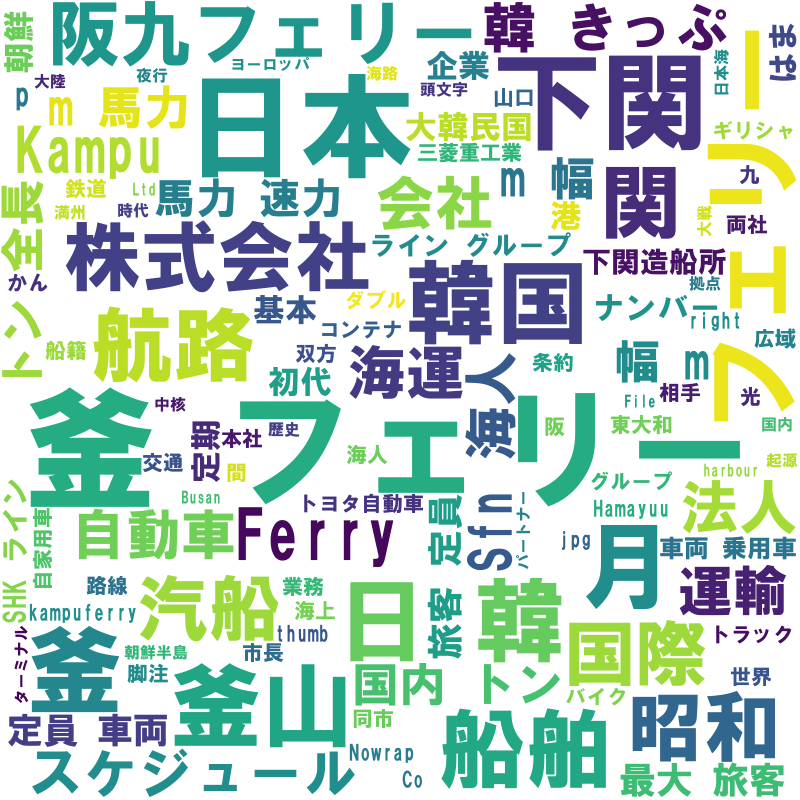 朝鮮
阪九フェリー
韓 きっぷ
はま
大陸
夜行
ヨーロッパ
海路
企業
頭文字
日本海
p
m 馬力
日本
山口
下関
フェリー
ギリシャ
Kampu
大韓民国
三菱重工業
鉄道
Ltd
満州
時代
馬力 速力
会社
m 幅
港
関
九
大戦
両社
全長
かん
株式会社
ライン グループ
下関造船所
トン
船籍
航路
基本
ダブル
コンテナ
韓国
拠点
ナンバー
right
広域
双方
海運
初代
海人
条約
幅 m
相手
光
釜
中核
フェリー
File
国内
定期
本社
歴史
阪
東大和
交通
間
海人
起源
harbour
グループ
Busan
トヨタ自動車
Hamayuu
法人
SHK ライン
自家用車
自動車
Ferry
旅客 定員
Sfn
パートナー
jpg
月
車両 乗用車
路線
汽船
業務
日
韓
運輸
kampuferry
海上
thumb
トラック
ターミナル
釜
朝鮮半島
市長
国際
脚注
釜山
国内
トン
バイク
世界
定員 車両
同市
船舶
昭和
スケジュール
Nowrap
Co
最大 旅客